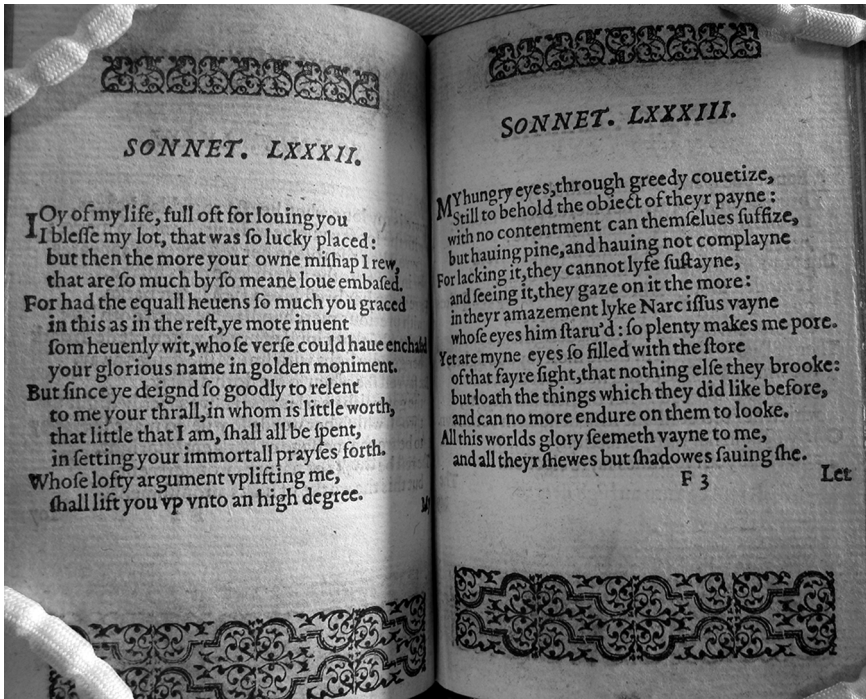 SONNET. LXXXII.
IOy of my life, full oft for louing you
I bleſſe my lot, that was ſo lucky placed:
but then the more your owne miſhap I rew,
that are ſo much by ſo meane loue embaſed.
For had the equall heuens ſo much you graced
in this as in the reſt, ye mote inuent
ſom heuenly wit, whoſe verſe could haue enchaſed
your glorious name in golden moniment.
But ſince ye deignd ſo goodly to relent
to me your thrall, in whom is little worth,
that little that I am, ſhall all be ſpent,
in ſetting your immortall prayſes forth.
Whoſe lofty argument vplifting me,
ſhall lift you vp vnto an high degree.
SONNET. LXXXIII.
MY hungry eyes, through greedy couetize,
Still to behold the obiect of theyr payne:
with no contentment can themſelues ſuffize,
but hauing pine, and hauing not complayne
For lacking it, they cannot lyfe ſuſtayne,
and ſeeing it, they gaze on it the more:
in theyr amazement lyke Narciſſus vayne
whoſe eyes him ſtaru'd: ſo plenty makes me pore.
Yet are myne eyes ſo filled with the ſtore
of that fayre ſight, that nothing elſe they brooke:
but loath the things which they did like before,
and can no more endure on them to looke.
All this worlds glory ſeemeth vayne to me,
and all theyr ſhewes but ſhadowes ſauing ſhe.
F 3
Let